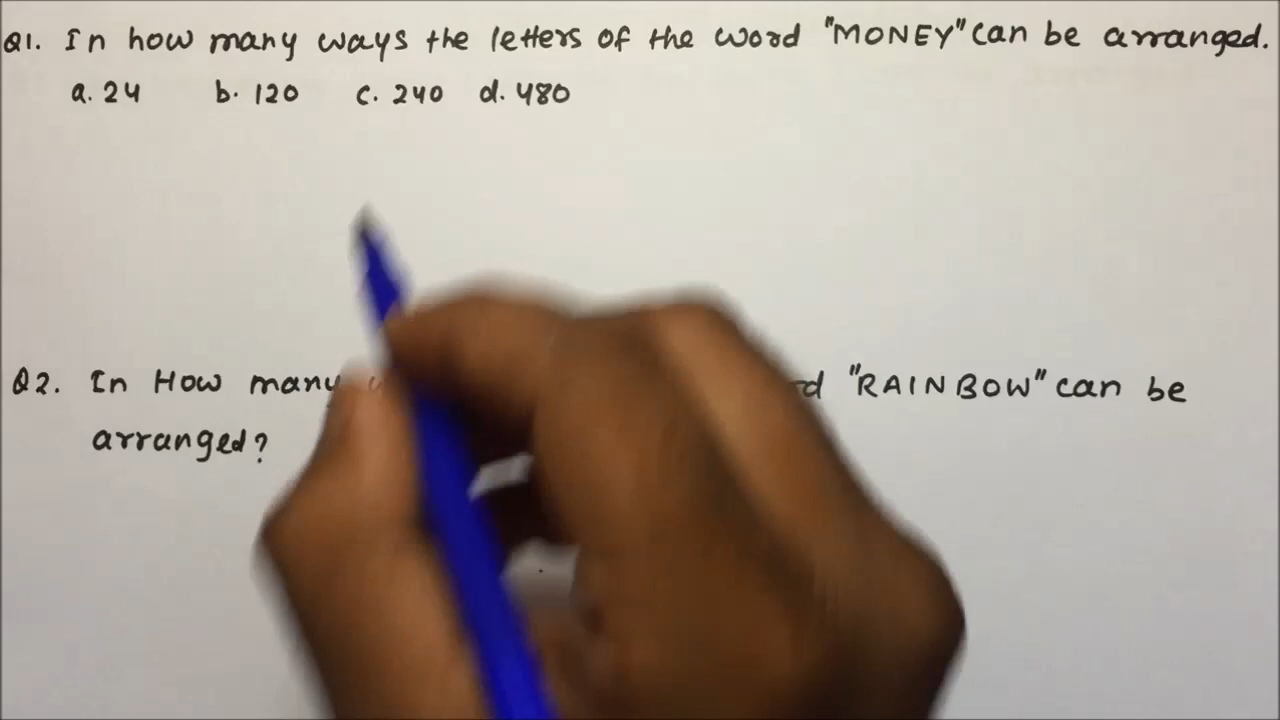 Q1. In how many ways the letters of the word "MONEY" can be arranged.
a. 24 b. 120 c. 240 d. 480
Q2. In How many "RAINBOW" can be
arranged?